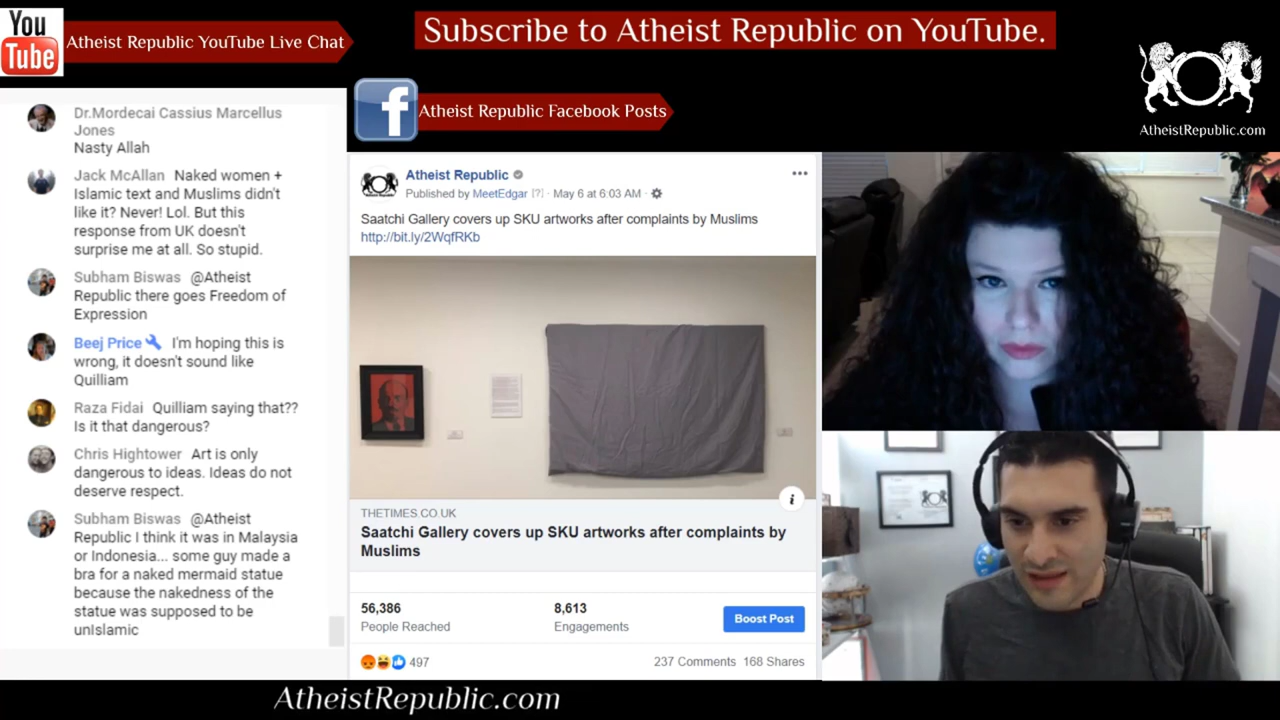 You
Tube
Atheist Republic YouTube Live Chat
Subscribe to Atheist Republic on YouTube.
AtheistRepublic.com
f
Atheist Republic Facebook Posts
Dr.Mordecai Cassius Marcellus
Jones
Nasty Allah
Jack McAllan Naked women +
Islamic text and Muslims didn't
like it? Never! Lol. But this
response from UK doesn't
surprise me at all. So stupid.
Subham Biswas @Atheist
Republic there goes Freedom of
Expression
Beej Price I'm hoping this is
wrong, it doesn't sound like
Quilliam
Raza Fidai Quilliam saying that??
Is it that dangerous?
Chris Hightower Art is only
dangerous to ideas. Ideas do not
deserve respect.
Subham Biswas @Atheist
Republic I think it was in Malaysia
or Indonesia... some guy made a
bra for a naked mermaid statue
because the nakedness of the
statue was supposed to be
unIslamic
Atheist Republic
Published by MeetEdgar [?] · May 6 at 6:03 AM ·
Saatchi Gallery covers up SKU artworks after complaints by Muslims
http://bit.ly/2WqfRKb
i
THETIMES.CO.UK
Saatchi Gallery covers up SKU artworks after complaints by
Muslims
56,386
People Reached
8,613
Engagements
Boost Post
497
237 Comments 168 Shares
AtheistRepublic.com